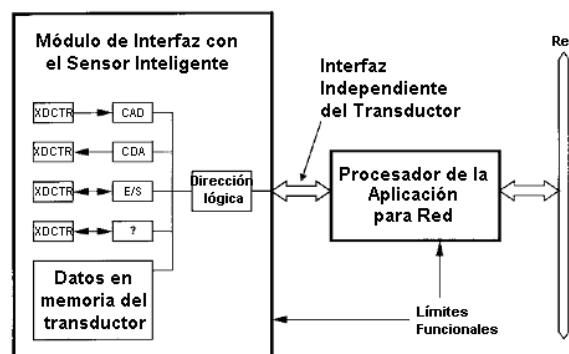 Módulo de Interfaz con
el Sensor Inteligente
XDCTR
CAD
XDCTR
CDA
XDCTR
E/S
XDCTR
?
Datos en
memoria del
transductor
Dirección
lógica
Interfaz
Independiente
del Transductor
Procesador de la
Aplicación
para Red
Límites
Funcionales
Re